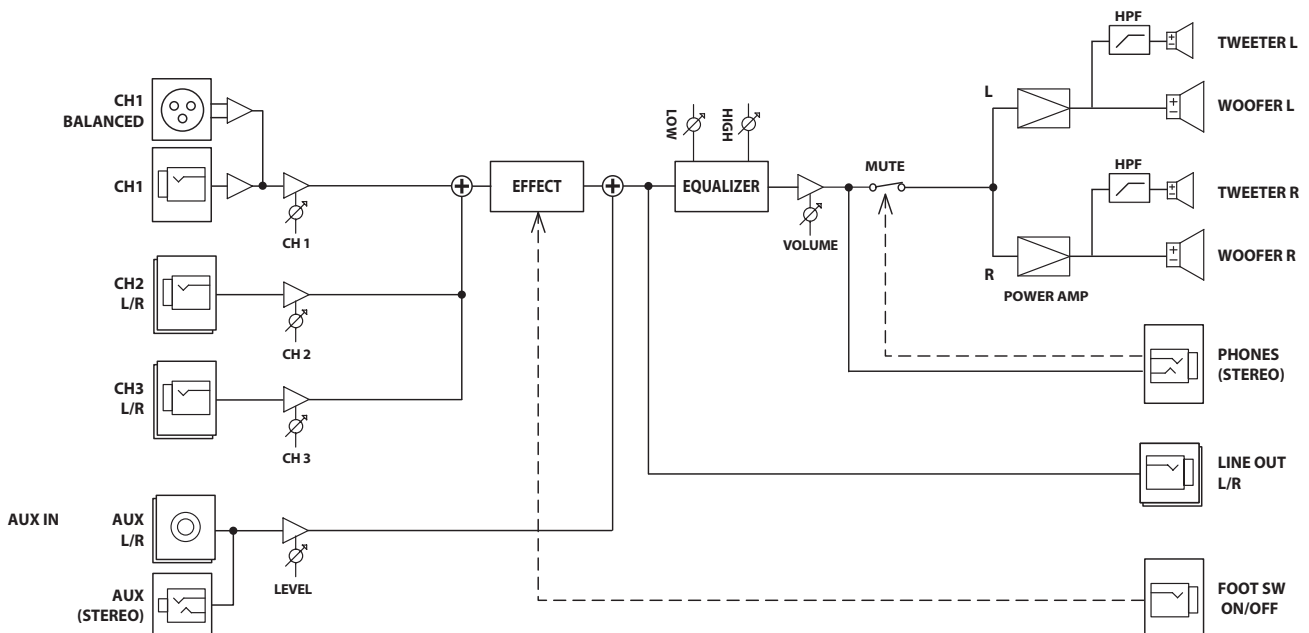 HPF
TWEETER L
CH1
BALANCED
L
WOOFER L
LOW
HIGH
CH1
EFFECT
EQUALIZER
MUTE
HPF
TWEETER R
CH 1
VOLUME
WOOFER R
R
POWER AMP
CH2
L/R
CH 2
PHONES
(STEREO)
CH3
L/R
CH 3
LINE OUT
L/R
AUX IN
AUX
L/R
LEVEL
AUX
(STEREO)
FOOT SW
ON/OFF